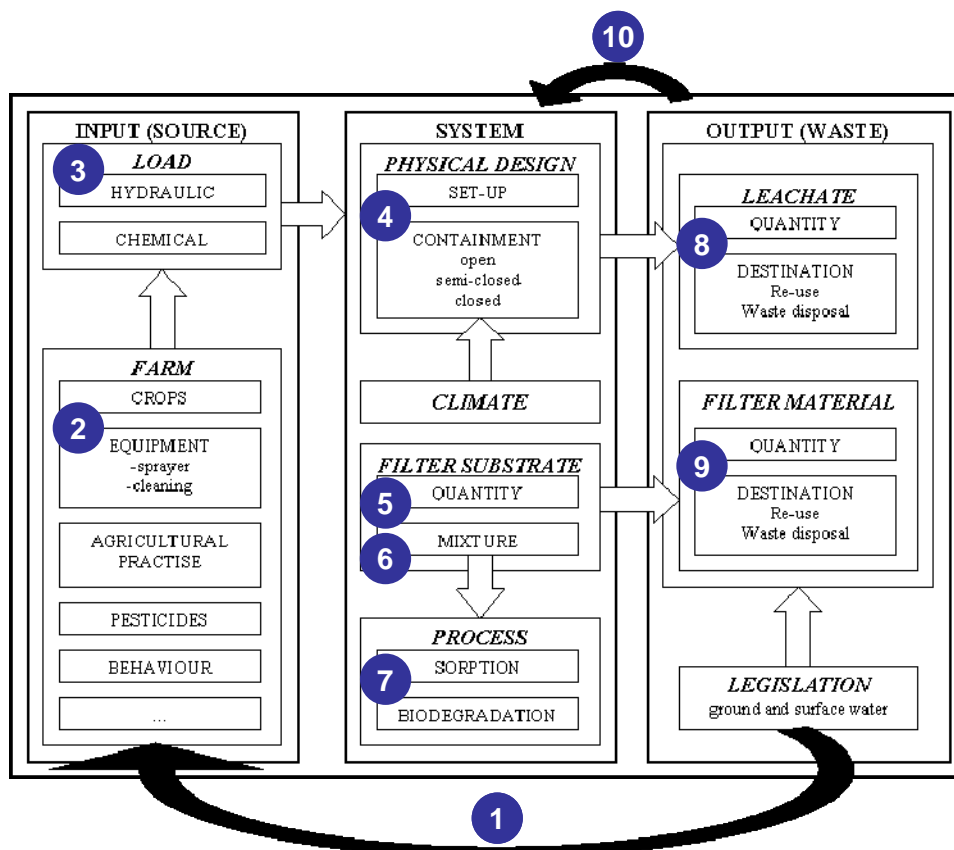 10
INPUT (SOURCE)
LOAD
3
HYDRAULIC
CHEMICAL
FARM
CROPS
2
EQUIPMENT
-sprayer
-cleaning
AGRICULTURAL
PRACTISE
PESTICIDES
BEHAVIOUR
...
SYSTEM
PHYSICAL DESIGN
SET-UP
4
CONTAINMENT
open
semi-closed
closed
CLIMATE
FILTER SUBSTRATE
QUANTITY
5
MIXTURE
6
PROCESS
SORPTION
7
BIODEGRADATION
OUTPUT (WASTE)
LEACHATE
QUANTITY
8
DESTINATION
Re-use
Waste disposal
FILTER MATERIAL
QUANTITY
9
DESTINATION
Re-use
Waste disposal
LEGISLATION
ground and surface water
1